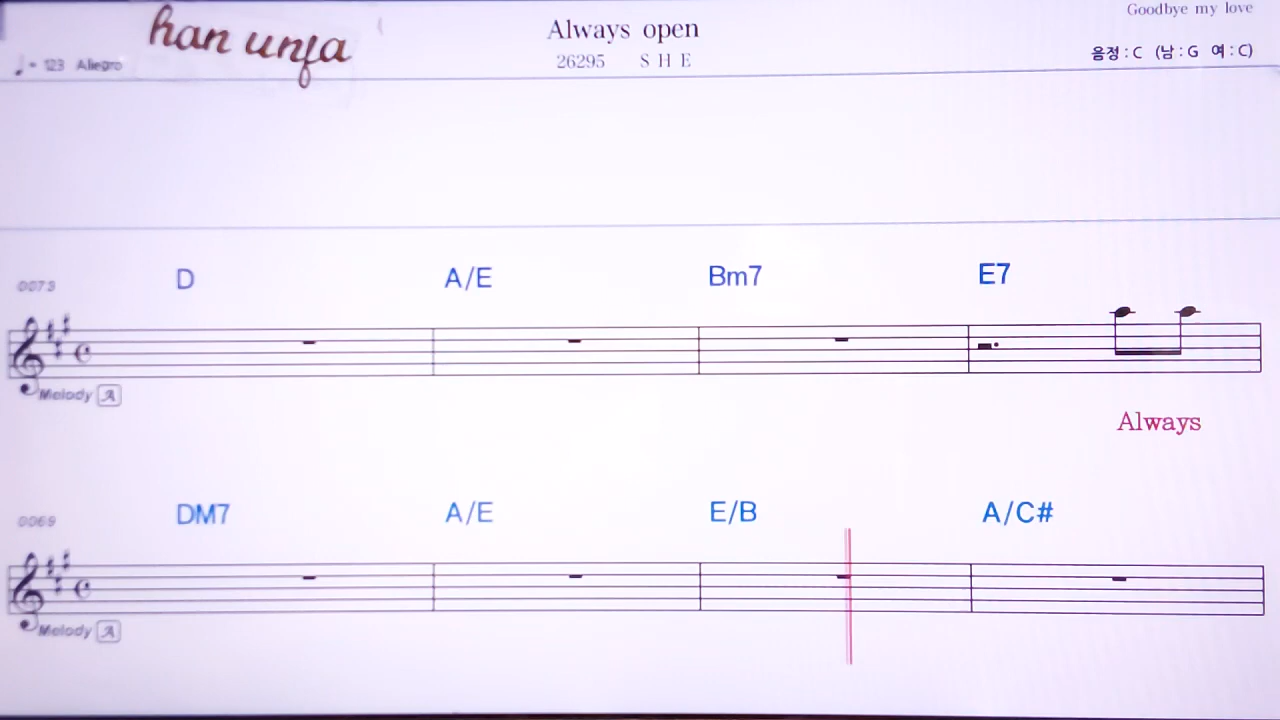 han unfa
Always open
Goodbye my love
♩= 123 Allegro
26295 S H E
음정 : C (남 : G 여 : C)
0073 D A/E Bm7 E7
Melody A
Always
0069 DM7 A/E E/B A/C#
Melody A